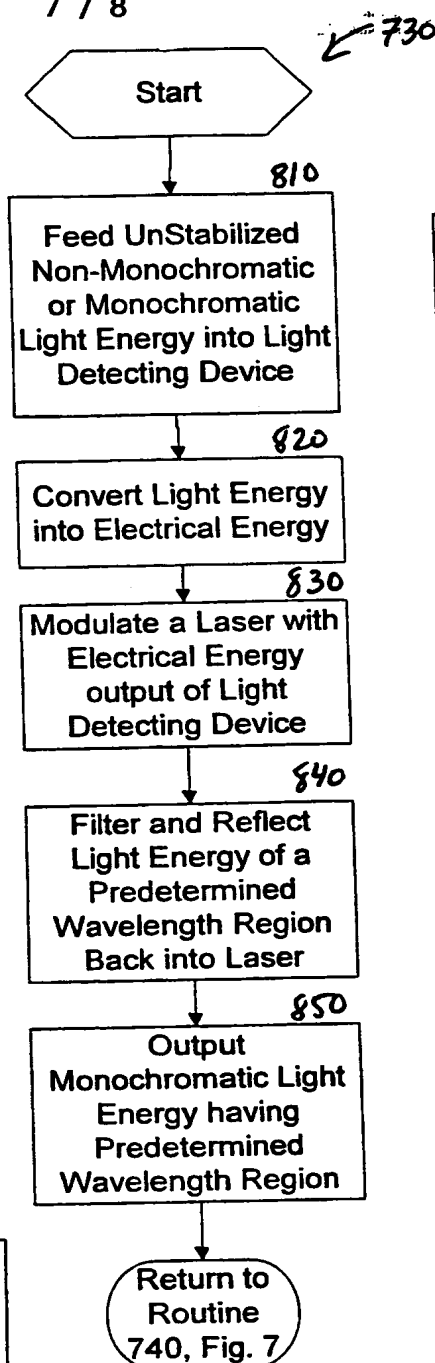 7 / 8
730
Start
810
Feed UnStabilized
Non-Monochromatic
or Monochromatic
Light Energy into Light
Detecting Device
820
Convert Light Energy
into Electrical Energy
830
Modulate a Laser with
Electrical Energy
output of Light
Detecting Device
840
Filter and Reflect
Light Energy of a
Predetermined
Wavelength Region
Back into Laser
850
Output
Monochromatic Light
Energy having
Predetermined
Wavelength Region
Return to
Routine
740, Fig. 7